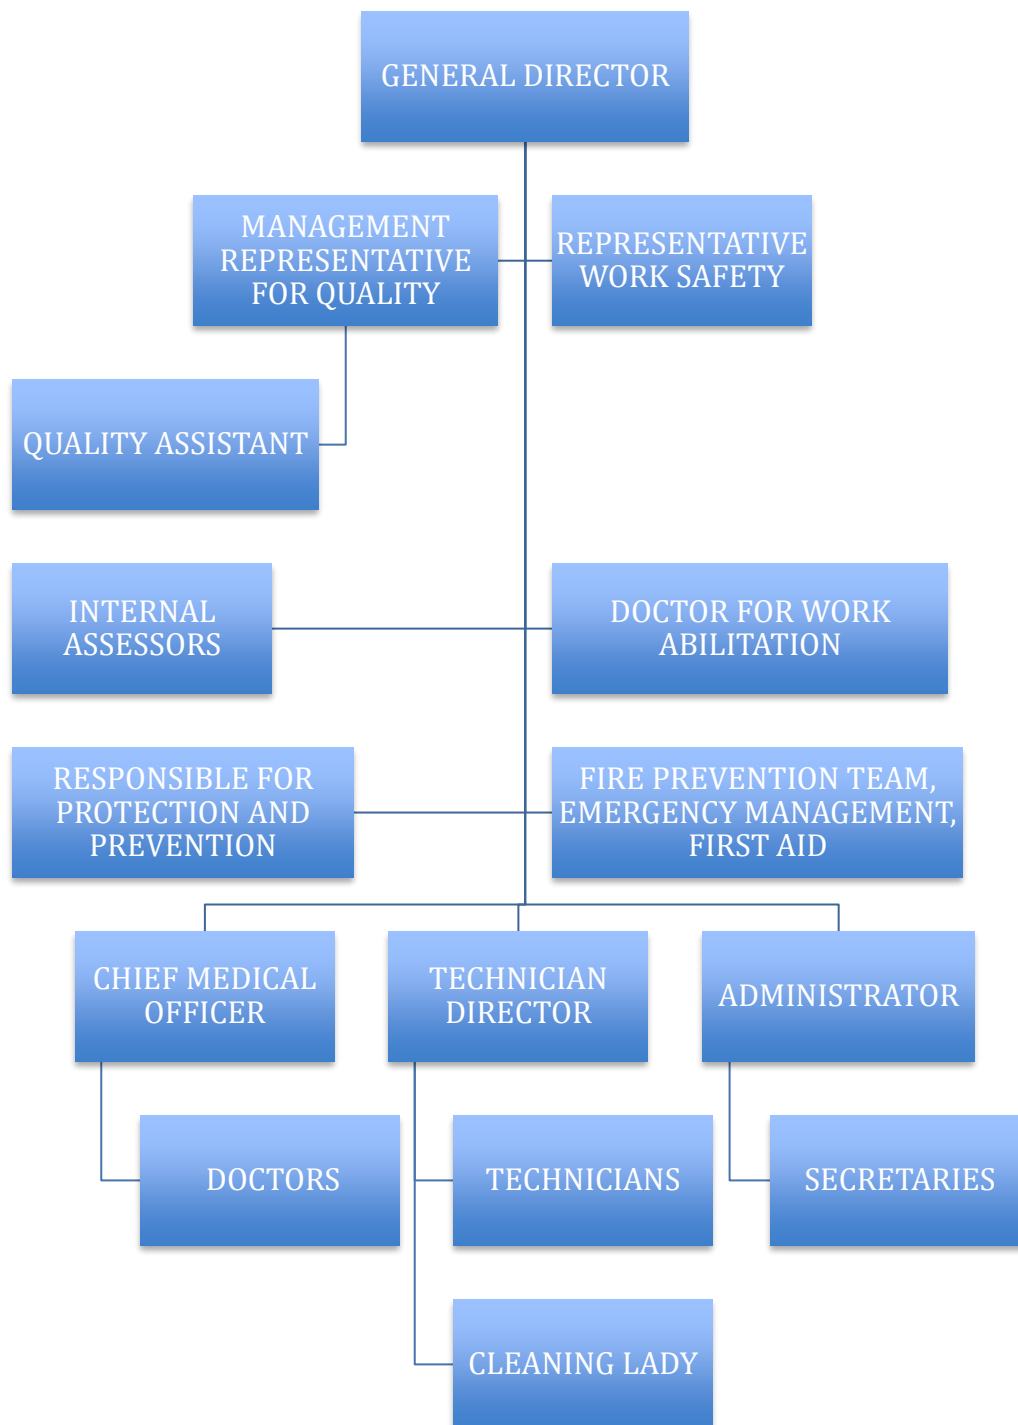 GENERAL DIRECTOR
MANAGEMENT
REPRESENTATIVE
FOR QUALITY
REPRESENTATIVE
WORK SAFETY
QUALITY ASSISTANT
INTERNAL
ASSESSORS
DOCTOR FOR WORK
ABILITATION
RESPONSIBLE FOR
PROTECTION AND
PREVENTION
FIRE PREVENTION TEAM,
EMERGENCY MANAGEMENT,
FIRST AID
CHIEF MEDICAL
OFFICER
TECHNICIAN
DIRECTOR
ADMINISTRATOR
DOCTORS
TECHNICIANS
SECRETARIES
CLEANING LADY